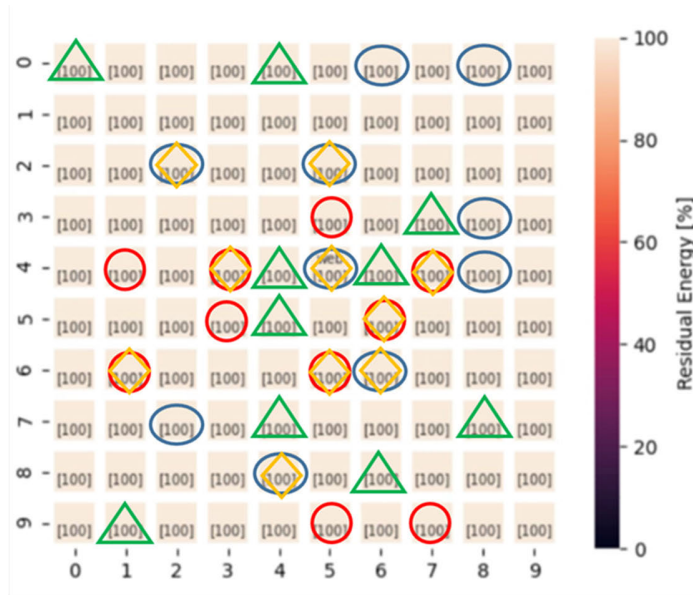 0 [100] [100] [100] [100] [100] [100] [100] [100] [100] [100]
1 [100] [100] [100] [100] [100] [100] [100] [100] [100] [100]
2 [100] [100] [100] [100] [100] [100] [100] [100] [100] [100]
3 [100] [100] [100] [100] [100] [100] [100] [100] [100] [100]
4 [100] [100] [100] [100] [100] [100] [100] [100] [100] [100]
5 [100] [100] [100] [100] [100] [100] [100] [100] [100] [100]
6 [100] [100] [100] [100] [100] [100] [100] [100] [100] [100]
7 [100] [100] [100] [100] [100] [100] [100] [100] [100] [100]
8 [100] [100] [100] [100] [100] [100] [100] [100] [100] [100]
9 [100] [100] [100] [100] [100] [100] [100] [100] [100] [100]
0 1 2 3 4 5 6 7 8 9
100
80
60
40
20
0
Residual Energy [%]